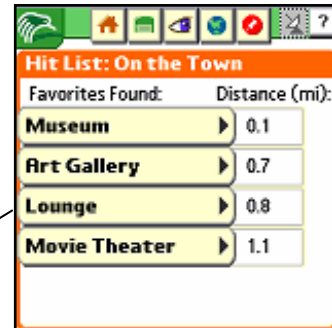 ?
Hit List: On the Town
Favorites Found: Distance (mi):
Museum 0.1
Art Gallery 0.7
Lounge 0.8
Movie Theater 1.1